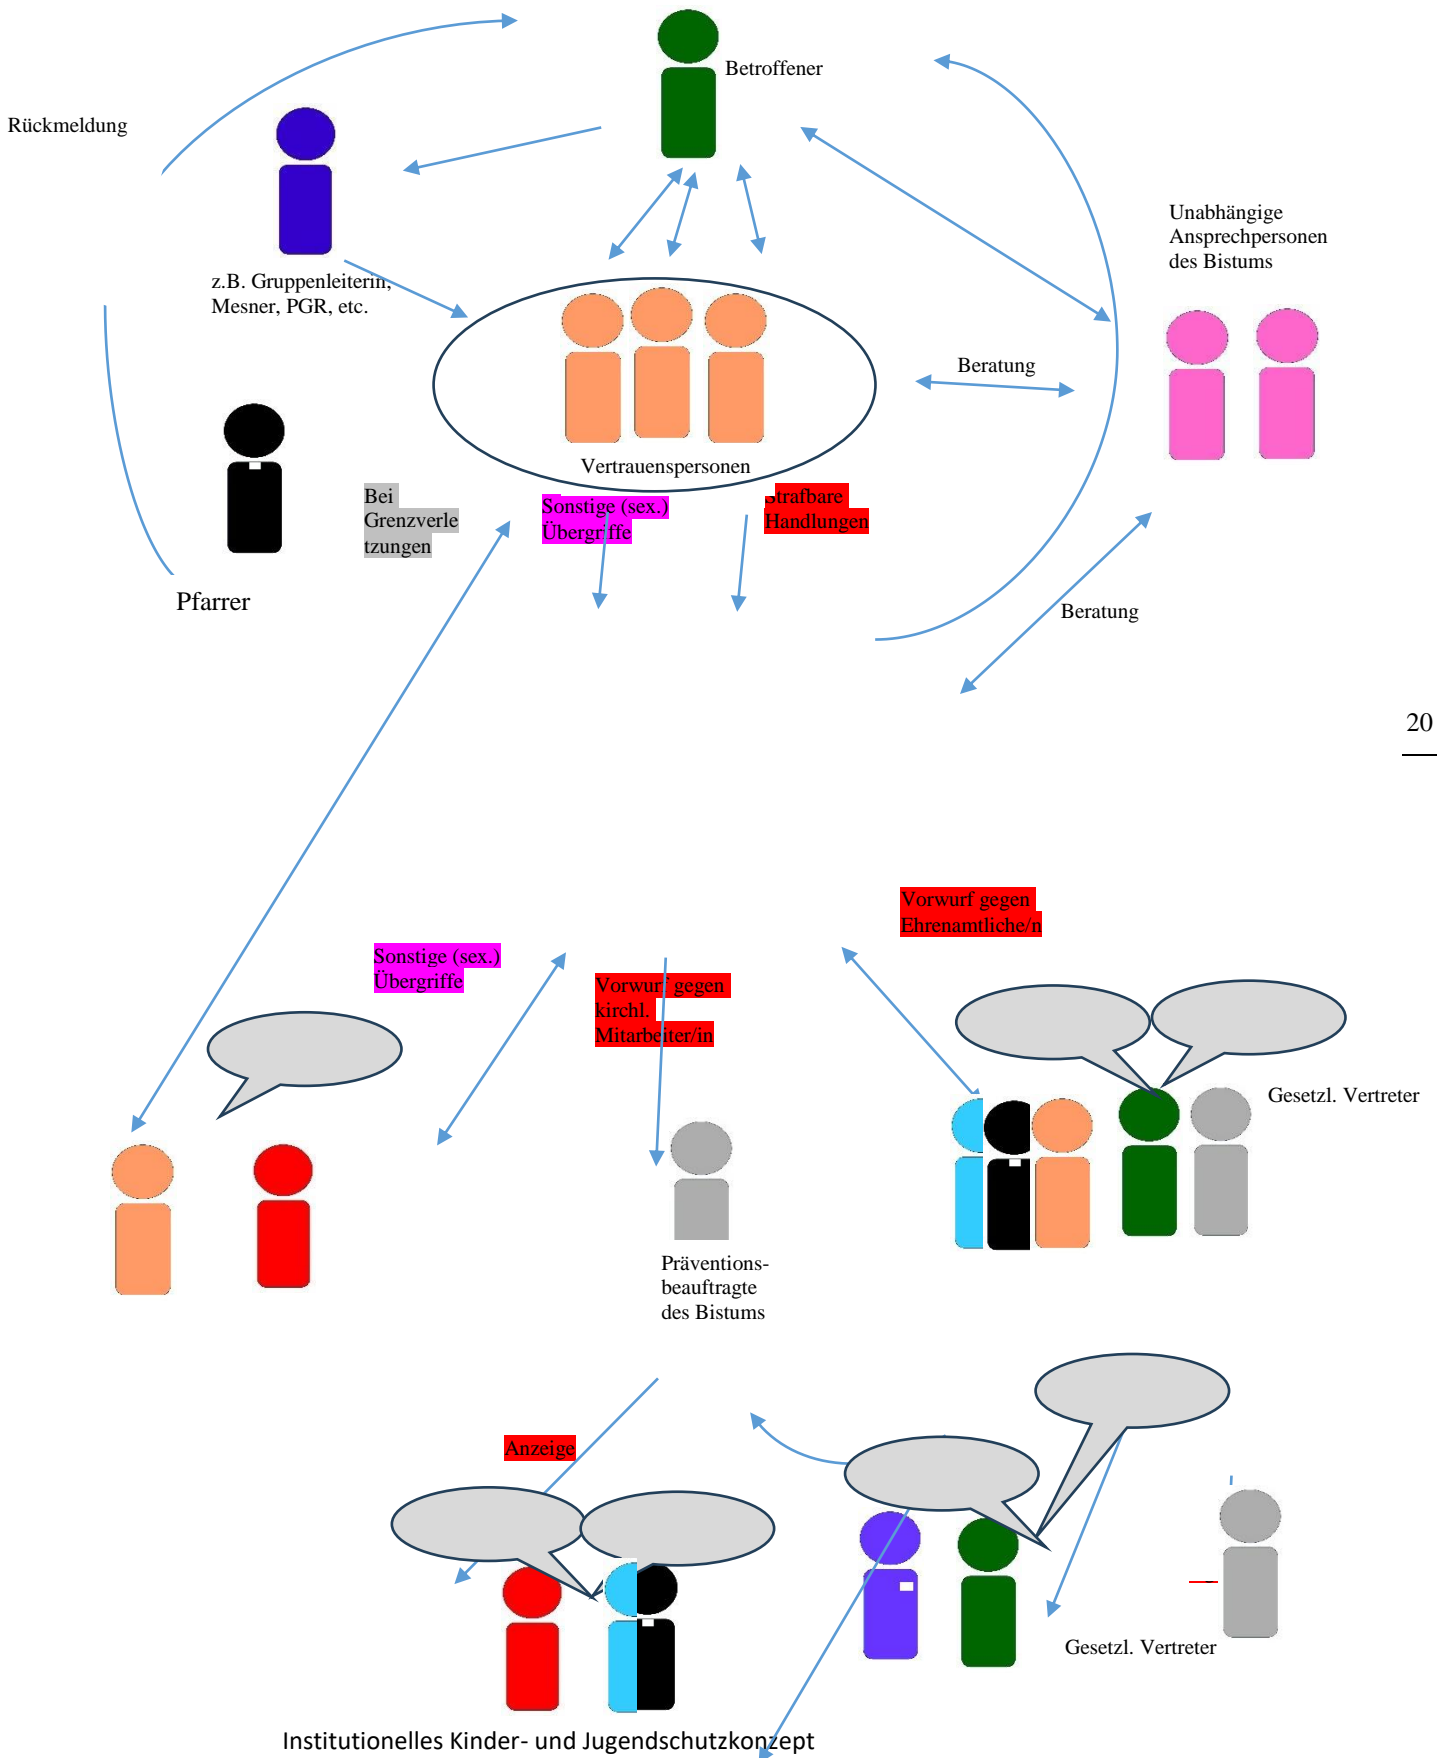 Betroffener
Rückmeldung
Unabhängige
Ansprechpersonen
des Bistums
z.B. Gruppenleiterin,
Mesner, PGR, etc.
Beratung
Vertrauenspersonen
Bei
Grenzverle
tzungen
Sonstige (sex.)
Übergriffe
Strafbare
Handlungen
Pfarrer
Beratung
20
Vorwurf gegen
Ehrenamtliche/n
Sonstige (sex.)
Übergriffe
Vorwurf gegen
kirchl.
Mitarbeiter/in
Gesetzl. Vertreter
Präventions-
beauftragte
des Bistums
Anzeige
Gesetzl. Vertreter
Institutionelles Kinder- und Jugendschutzkonzept